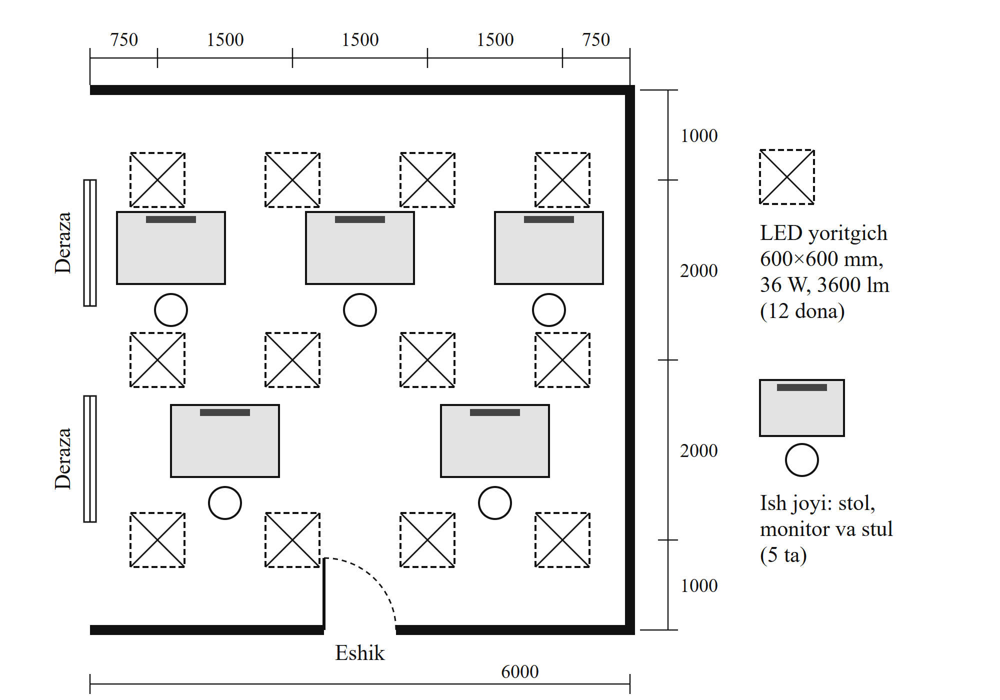 750 1500 1500 1500 750
1000
2000
2000
1000
Deraza
Deraza
LED yoritgich
600×600 mm,
36 W, 3600 lm
(12 dona)
Ish joyi: stol,
monitor va stul
(5 ta)
Eshik
6000